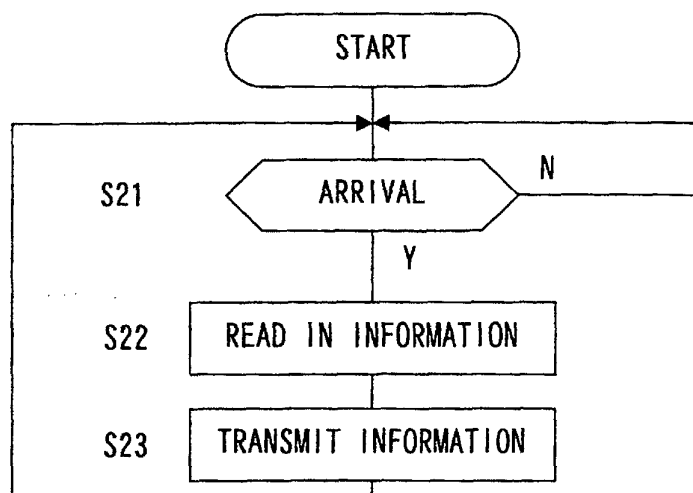 START
S21 ARRIVAL N
Y
S22 READ IN INFORMATION
S23 TRANSMIT INFORMATION